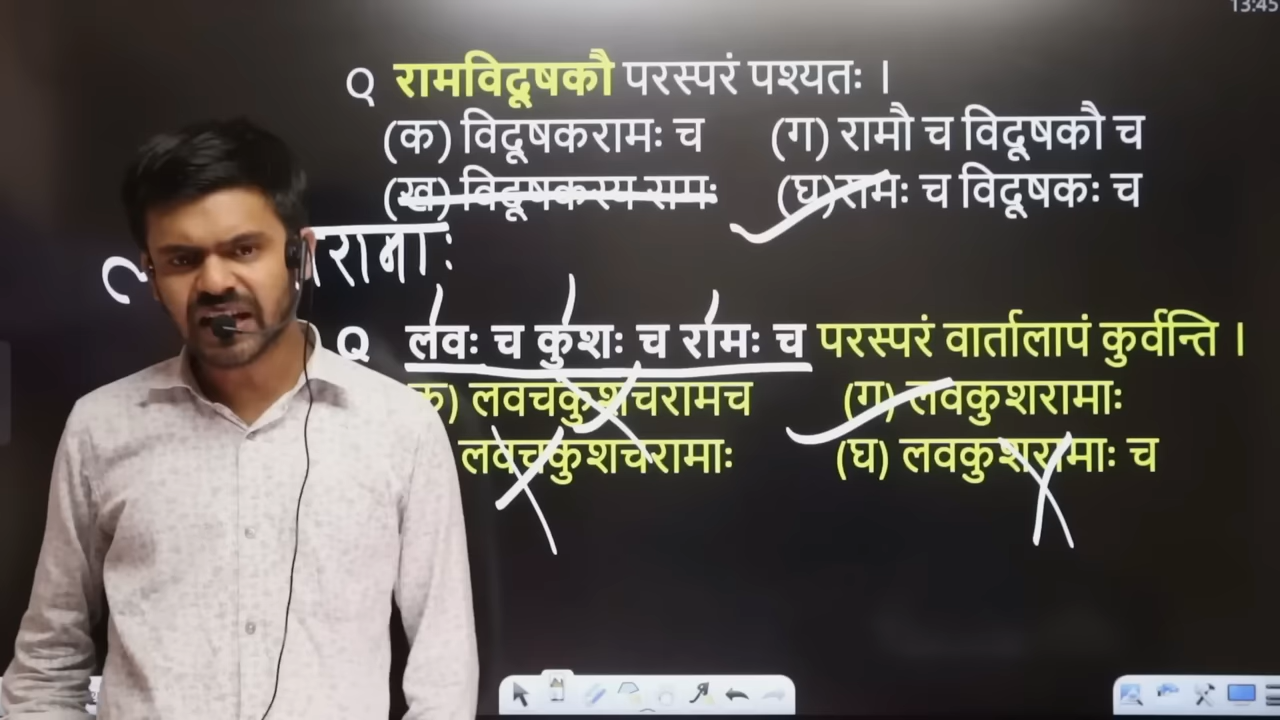 13:45
Q रामविदूषकौ परस्परं पश्यतः ।
(क) विदूषकरामः च (ग) रामौ च विदूषकौ च
(ख) विदूषकस्य रामः (घ) रामः च विदूषकः च
रामाः
Q लवः च कुशः च रामः च परस्परं वार्तालापं कुर्वन्ति ।
क) लवचकुशचरामच (ग) लवकुशरामाः
लवचकुशचरामाः (घ) लवकुशरामाः च